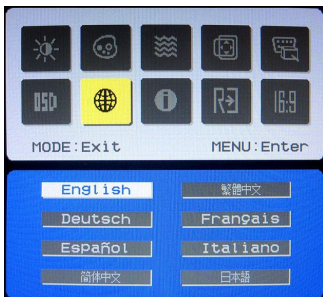 OSD i R 16:9
MODE:Exit MENU:Enter
English 繁體中文
Deutsch Français
Español Italiano
简体中文 日本語